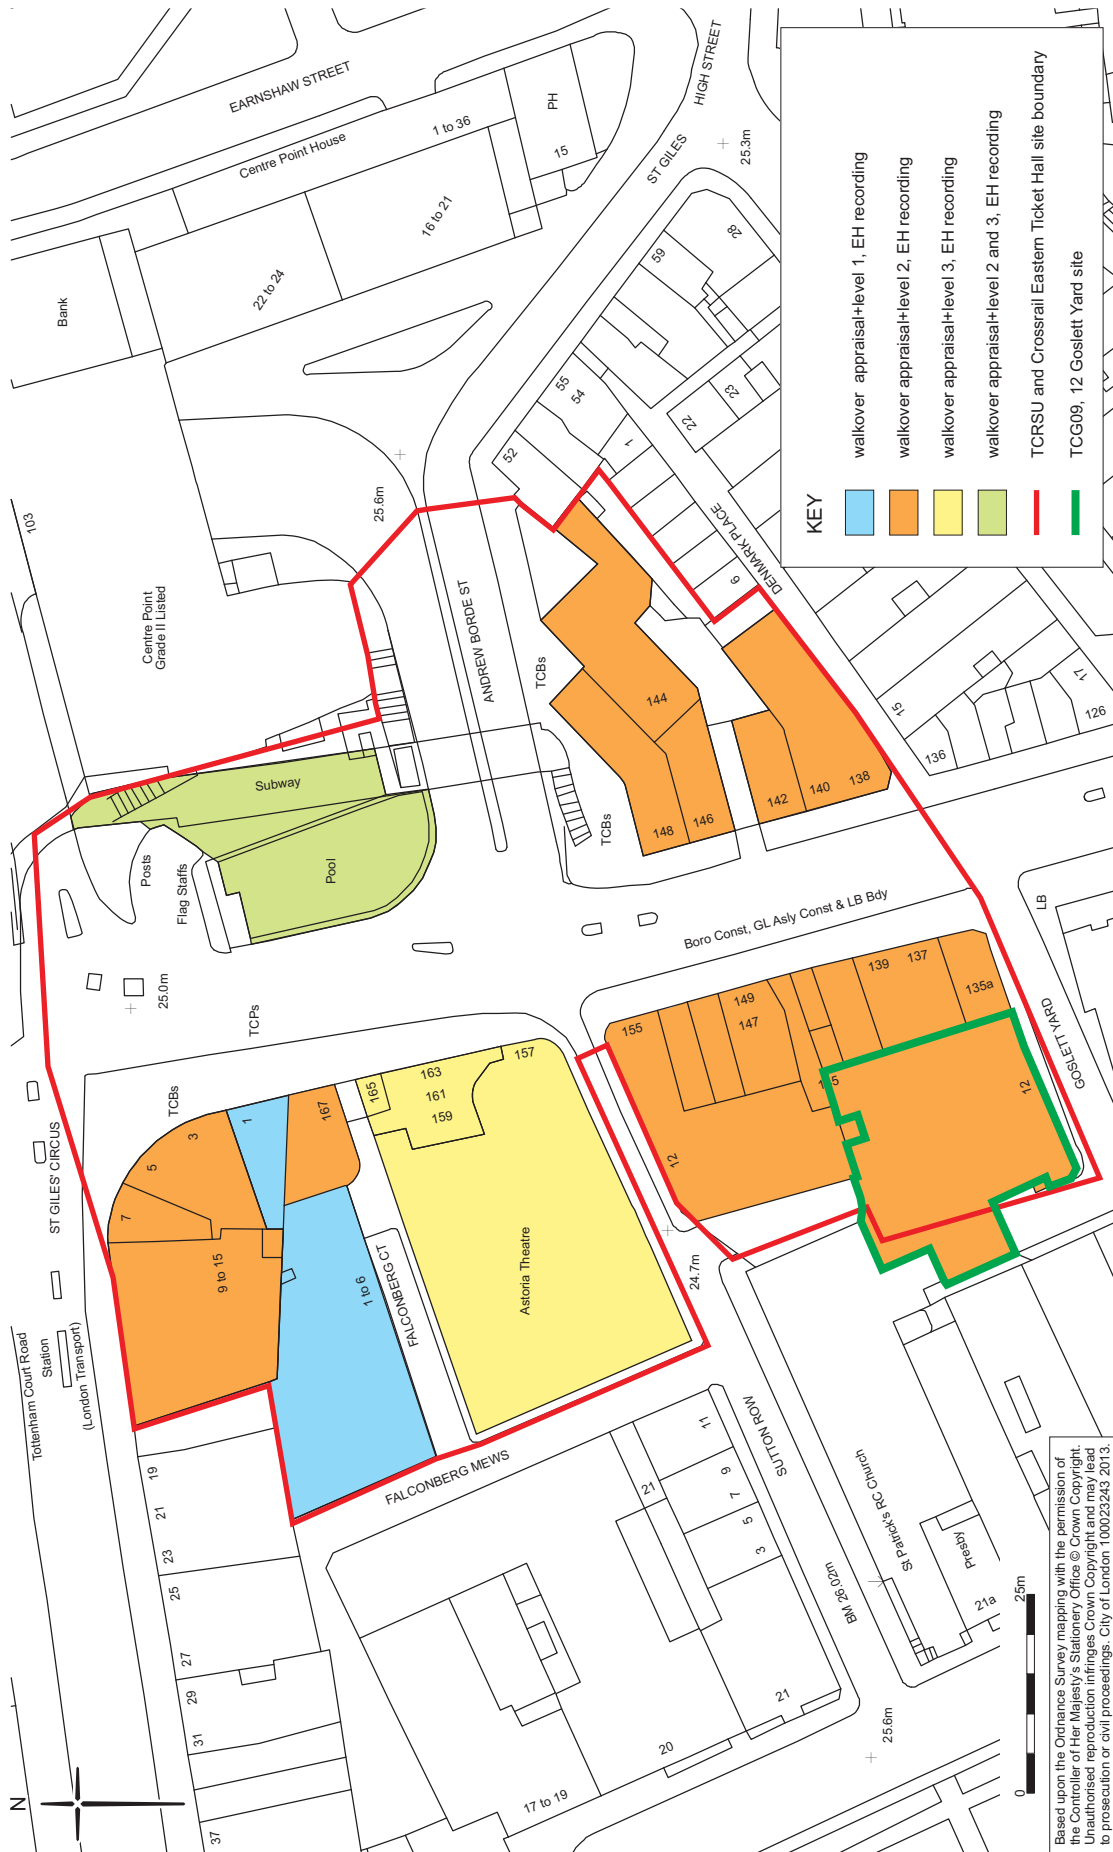 N
Tottenham Court Road
Station
(London Transport)
ST GILES' CIRCUS
37
31
29
27
25
23
21
19
9 to 15
7
5
3
1
TCBs
TCPs
25.0m
Posts
Flag Staffs
Pool
Subway
Centre Point
Grade II Listed
103
Bank
22 to 24
16 to 21
Centre Point House
1 to 36
EARNSHAW STREET
PH
15
ST GILES
HIGH STREET
25.3m
25.6m
ANDREW BORDE ST
TCBs
TCBs
1 to 6
167
165
163
161
159
157
FALCONBERG CT
Astoria Theatre
FALCONBERG MEWS
17 to 19
20
21
21
11
9
7
5
3
SUTTON ROW
24.7m
BM 26.02m
25.6m
St Patrick's RC Church
Presby
21a
12
155
149
147
145
139
137
135a
12
GOSLETT YARD
LB
Boro Const, GL Asly Const & LB Bdy
148
146
144
142
140
138
136
126
15
17
DENMARK PLACE
6
1
52
54
55
59
28
22
23
KEY
walkover appraisal+level 1, EH recording
walkover appraisal+level 2, EH recording
walkover appraisal+level 3, EH recording
walkover appraisal+level 2 and 3, EH recording
TCRSU and Crossrail Eastern Ticket Hall site boundary
TCG09, 12 Goslett Yard site
0
25m
Based upon the Ordnance Survey mapping with the permission of
the Controller of Her Majesty's Stationery Office © Crown Copyright.
Unauthorised reproduction infringes Crown Copyright and may lead
to prosecution or civil proceedings. City of London 100023243 2013.